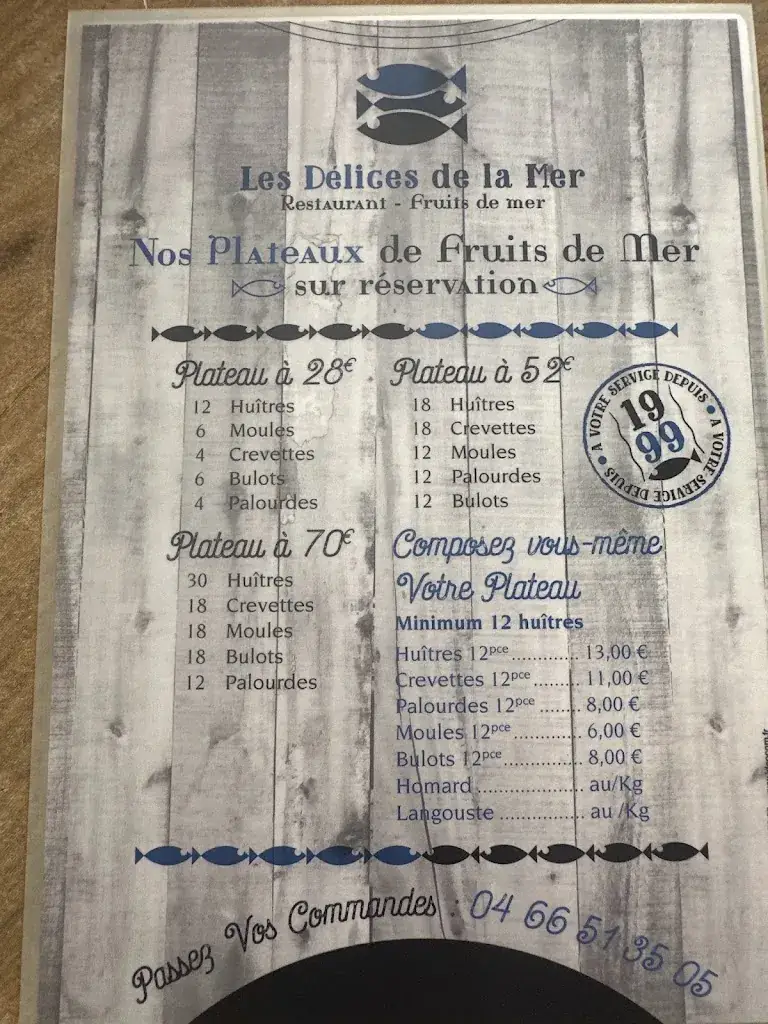 Les Délices de la Mer
Restaurant - Fruits de mer
Nos Plateaux de Fruits de Mer
sur réservation
Plateau à 28€
12 Huîtres
6 Moules
4 Crevettes
6 Bulots
4 Palourdes
Plateau à 52€
18 Huîtres
18 Crevettes
12 Moules
12 Palourdes
12 Bulots
A VOTRE SERVICE DEPUIS • A VOTRE SERVICE DEPUIS •
19
99
Plateau à 70€
30 Huîtres
18 Crevettes
18 Moules
18 Bulots
12 Palourdes
Composez vous-même
Votre Plateau
Minimum 12 huîtres
Huîtres 12pce............ 13,00 €
Crevettes 12pce........ 11,00 €
Palourdes 12pce ....... 8,00 €
Moules 12pce............ 6,00 €
Bulots 12pce.............. 8,00 €
Homard .................. au/Kg
Langouste .............. au /Kg
Passez Vos Commandes : 04 66 51 35 05